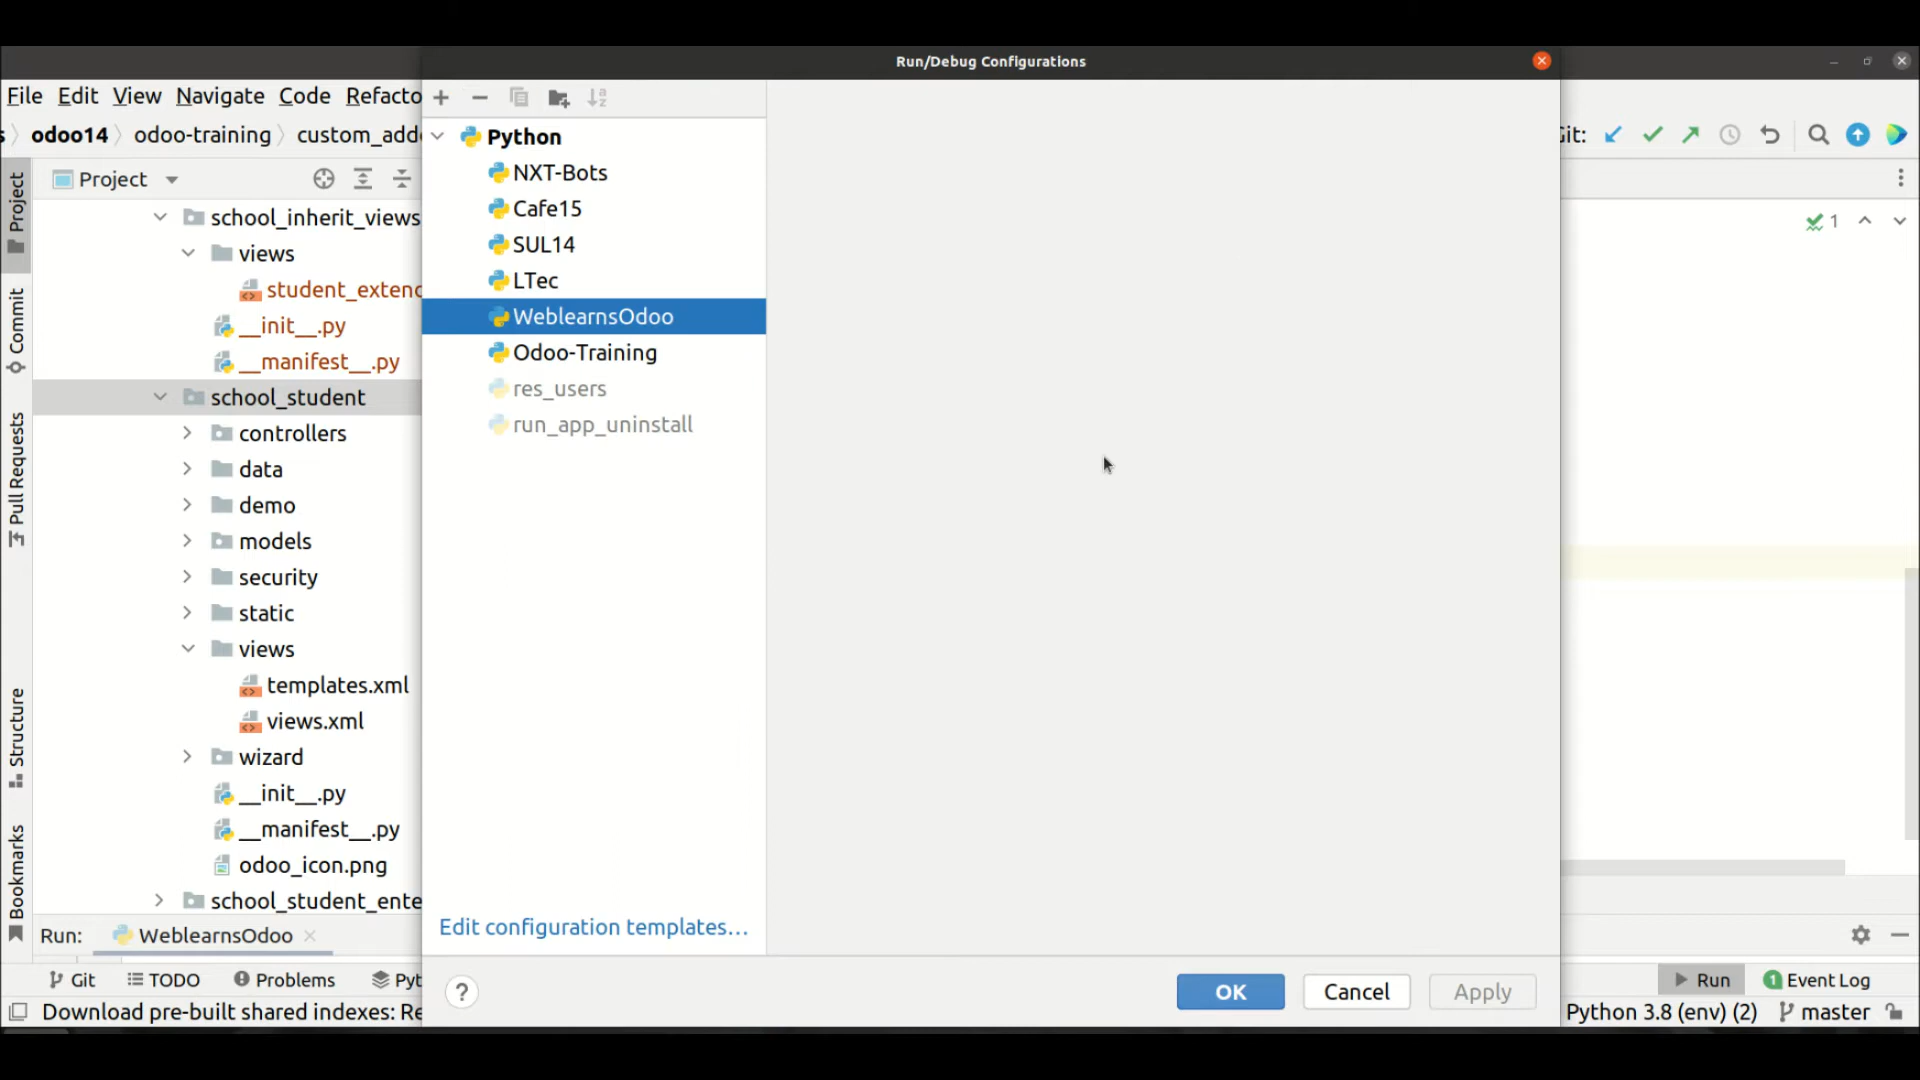 Run/Debug Configurations
File Edit View Navigate Code Refacto
odoo14 odoo-training custom_add
Git:
Project
Python
NXT-Bots
Cafe15
SUL14
LTec
WeblearnsOdoo
Odoo-Training
res_users
run_app_uninstall
Edit configuration templates...
school_inherit_views
views
student_extend
__init__.py
__manifest__.py
school_student
controllers
data
demo
models
security
static
views
templates.xml
views.xml
wizard
__init__.py
__manifest__.py
odoo_icon.png
school_student_ente
1
Project
Commit
Pull Requests
Structure
Bookmarks
Run: WeblearnsOdoo
Git TODO Problems Pyt
? OK Cancel Apply
Run 1 Event Log
Download pre-built shared indexes: Re
Python 3.8 (env) (2) master